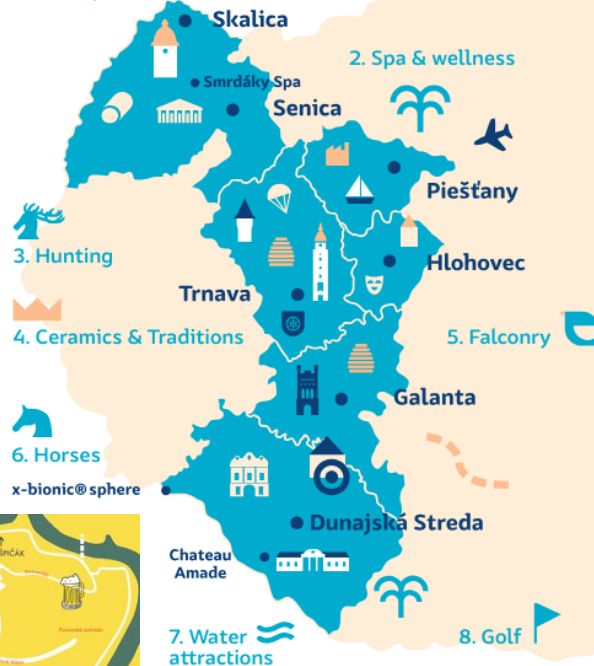 Skalica
2. Spa & wellness
Smrdáky Spa
Senica
Piešťany
3. Hunting
Hlohovec
Trnava
4. Ceramics & Traditions
5. Falconry
Galanta
6. Horses
x-bionic® sphere
Dunajská Streda
ŠPIČÁK
Chateau
Amade
7. Water
attractions
8. Golf